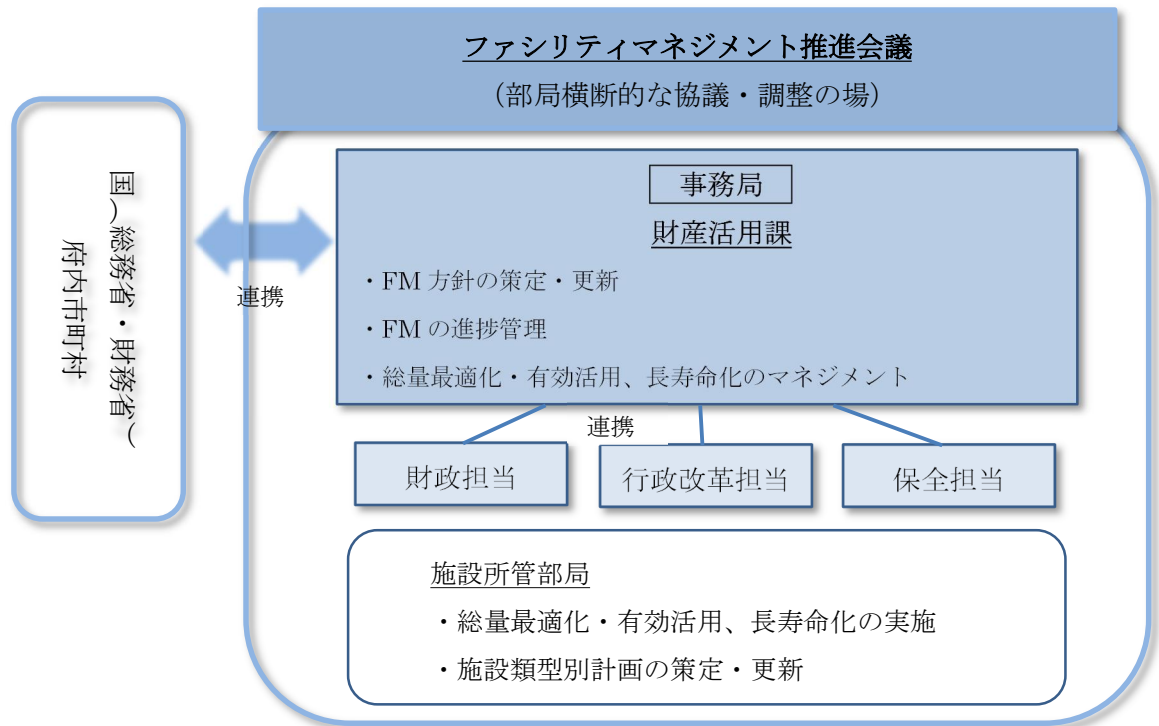 ファシリティマネジメント推進会議
（部局横断的な協議・調整の場）
国（総務省・財務省）
府内市町村
連携
事務局
財産活用課
・FM 方針の策定・更新
・FM の進捗管理
・総量最適化・有効活用、長寿命化のマネジメント
連携
財政担当
行政改革担当
保全担当
施設所管部局
・総量最適化・有効活用、長寿命化の実施
・施設類型別計画の策定・更新